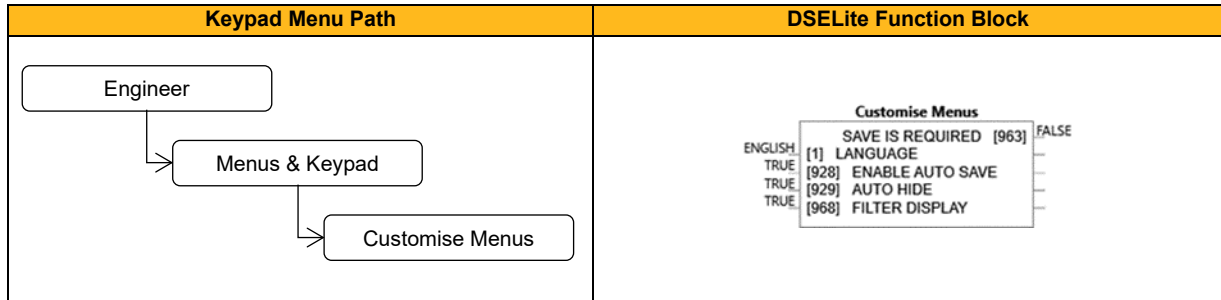 Keypad Menu Path
DSELite Function Block
Engineer
Menus & Keypad
Customise Menus
Customise Menus
SAVE IS REQUIRED [963] FALSE
ENGLISH [1] LANGUAGE
TRUE [928] ENABLE AUTO SAVE
TRUE [929] AUTO HIDE
TRUE [968] FILTER DISPLAY